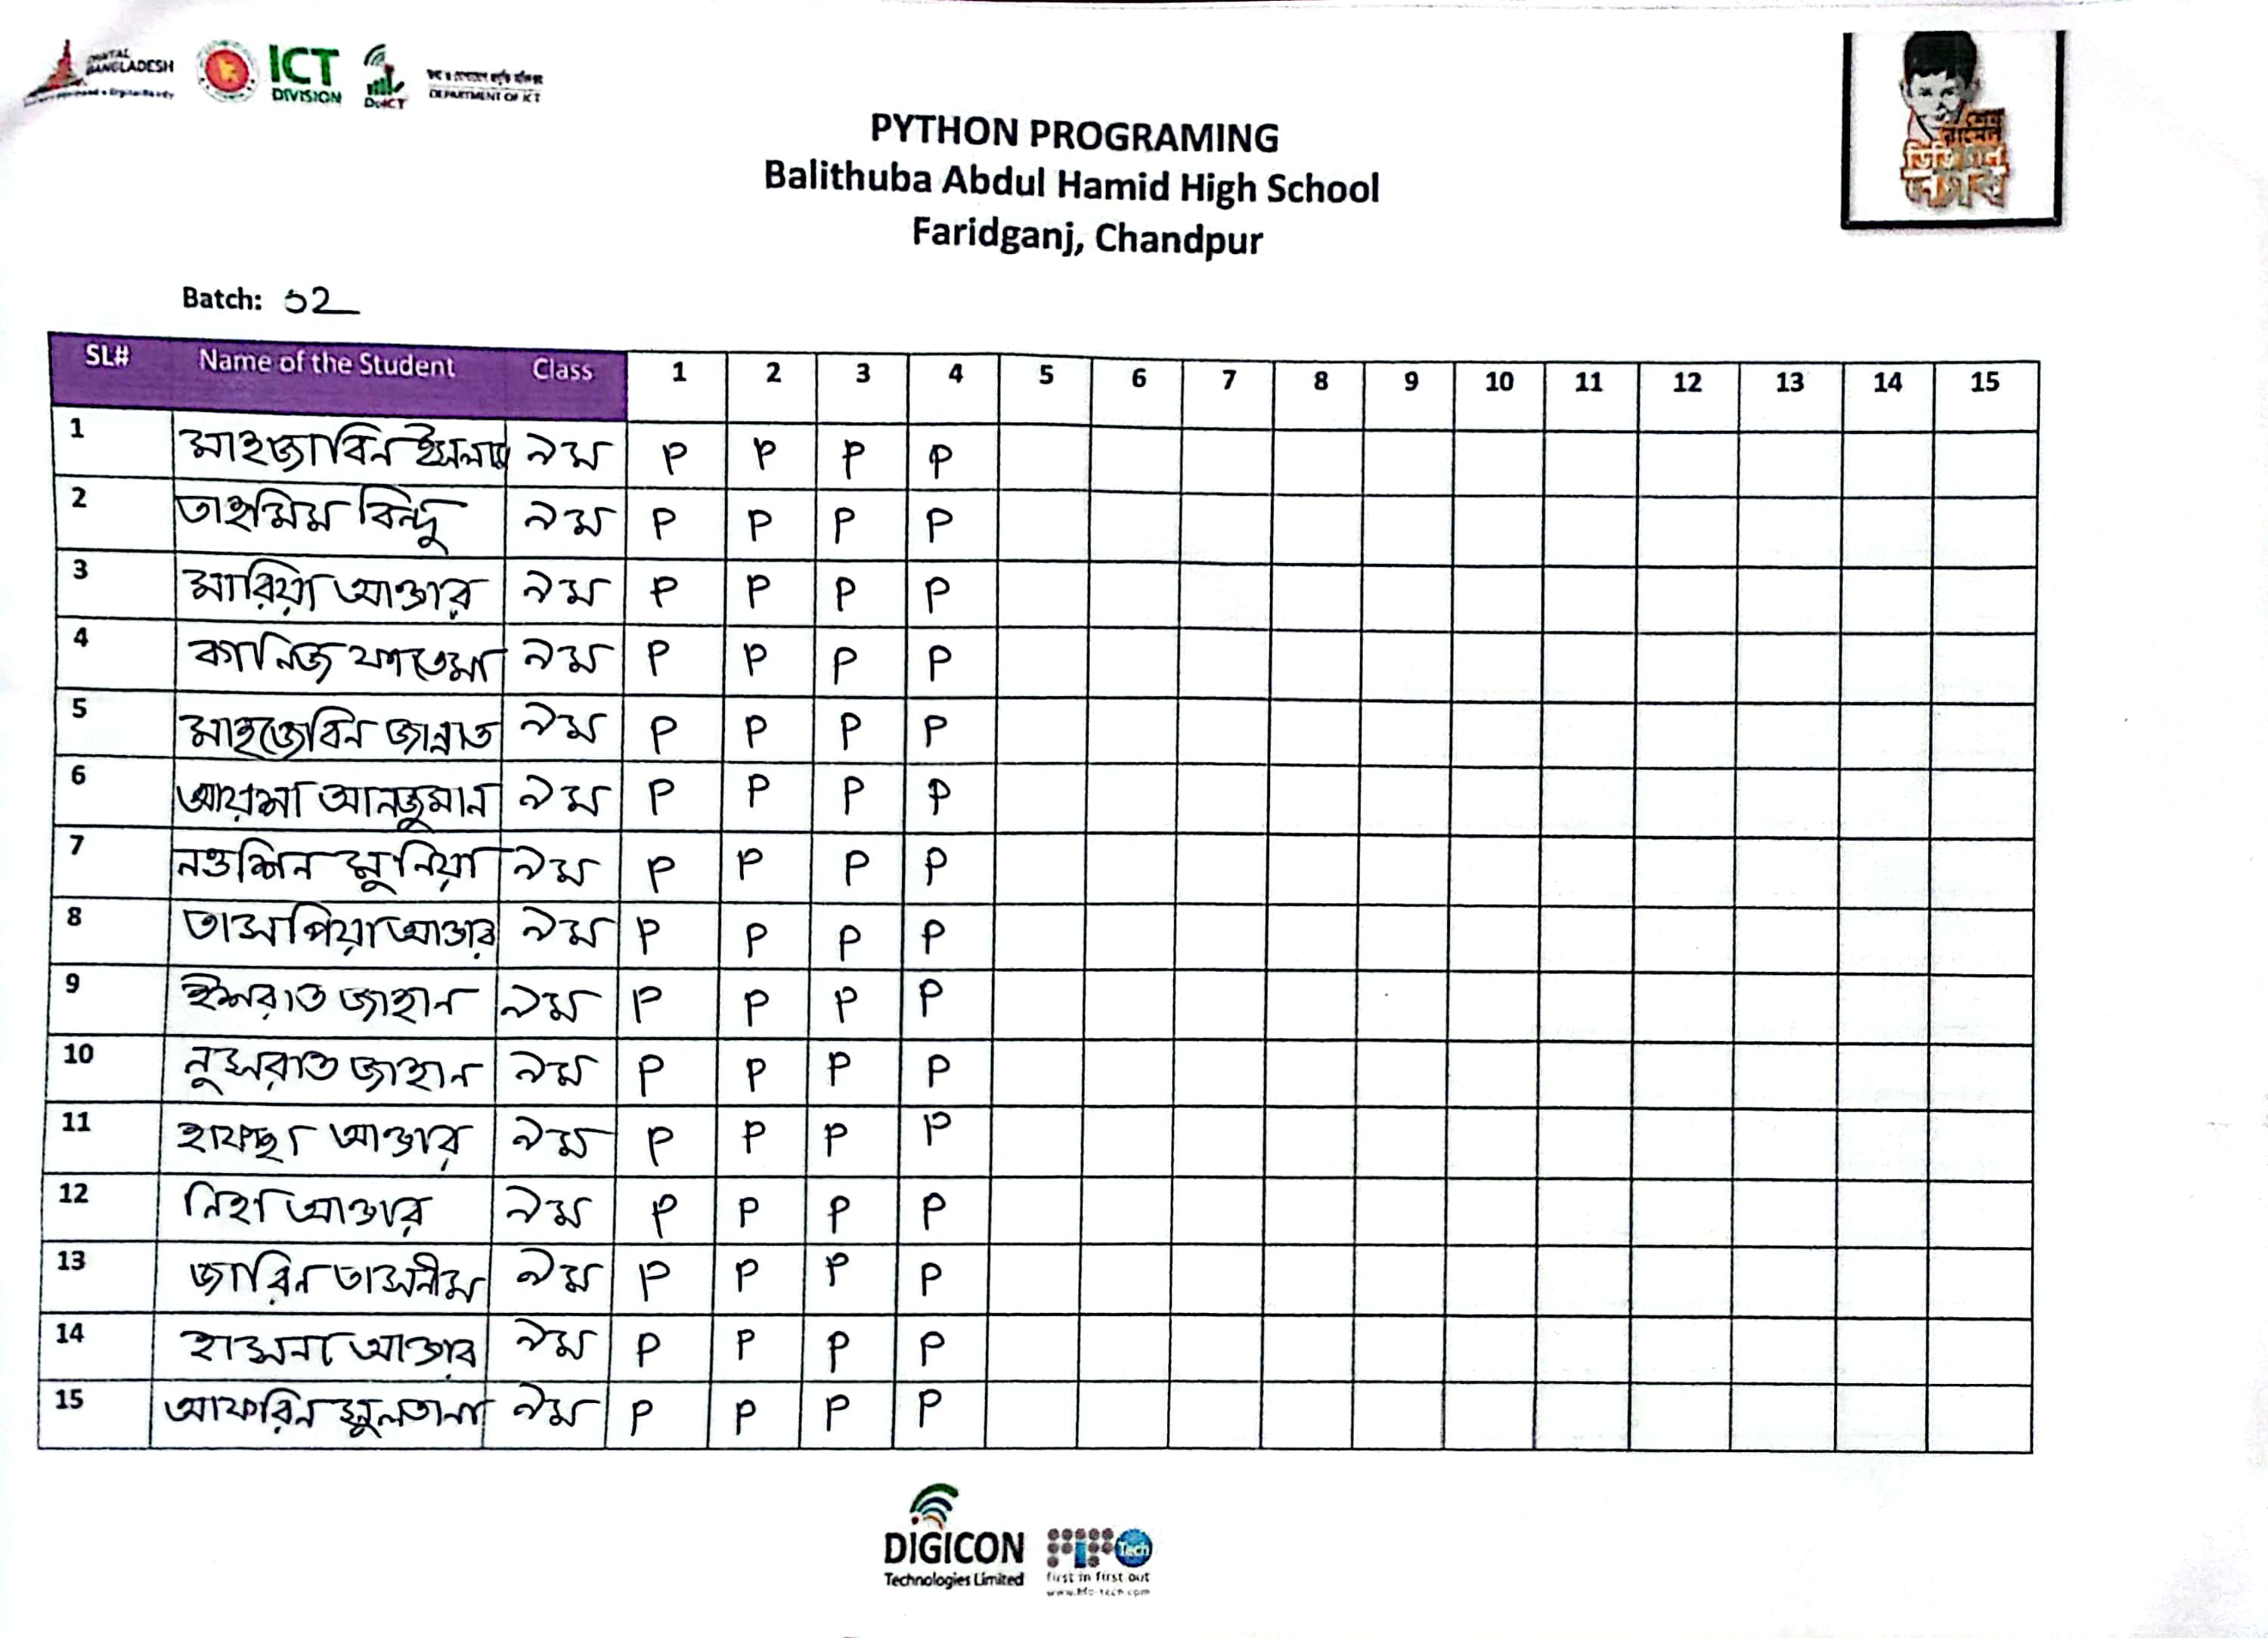 DIGITAL
BANGLADESH
ICT
DIVISION
DoICT
DEPARTMENT OF ICT
PYTHON PROGRAMING
Balithuba Abdul Hamid High School
Faridganj, Chandpur
Batch: ১২
SL# Name of the Student Class 1 2 3 4 5 6 7 8 9 10 11 12 13 14 15
1 মাহজাবিন ইসলাম ৯ম P P P P
2 তাহমিম বিন্দু ৯ম P P P P
3 মারিয়া আক্তার ৯ম P P P P
4 কানিজ ফাতেমা ৯ম P P P P
5 মাহজেবিন জান্নাত ৯ম P P P P
6 আয়শা আনজুমান ৯ম P P P P
7 নওশিন মুনিয়া ৯ম P P P P
8 তাসপিয়া আক্তার ৯ম P P P P
9 ইশরাত জাহান ৯ম P P P P
10 নুসরাত জাহান ৯ম P P P P
11 হাফছা আক্তার ৯ম P P P P
12 নিহা আক্তার ৯ম P P P P
13 জারিন তাসনীম ৯ম P P P P
14 হাসনা আক্তার ৯ম P P P P
15 আফরিন সুলতানা ৯ম P P P P
DIGICON
Technologies Limited
Tech
first in first out